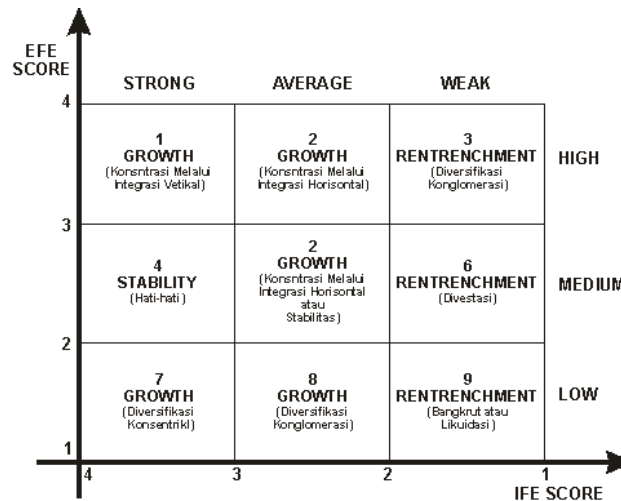 EFE
SCORE
STRONG
AVERAGE
WEAK
4
1
GROWTH
(Konsntrasi Melalui
Integrasi Vetikal)
2
GROWTH
(Konsntrasi Melalui
Integrasi Horisontal)
3
RENTRENCHMENT
(Diversifikasi
Konglomerasi)
HIGH
3
4
STABILITY
(Hati-hati)
2
GROWTH
(Konsntrasi Melalui
Integrasi Horisontal
atau
Stabilitas)
6
RENTRENCHMENT
(Divestasi)
MEDIUM
2
7
GROWTH
(Diversifikasi
Konsentrikl)
8
GROWTH
(Diversifikasi
Konglomerasi)
9
RENTRENCHMENT
(Bangkrut atau
Likuidasi)
LOW
1
4
3
2
1
IFE SCORE